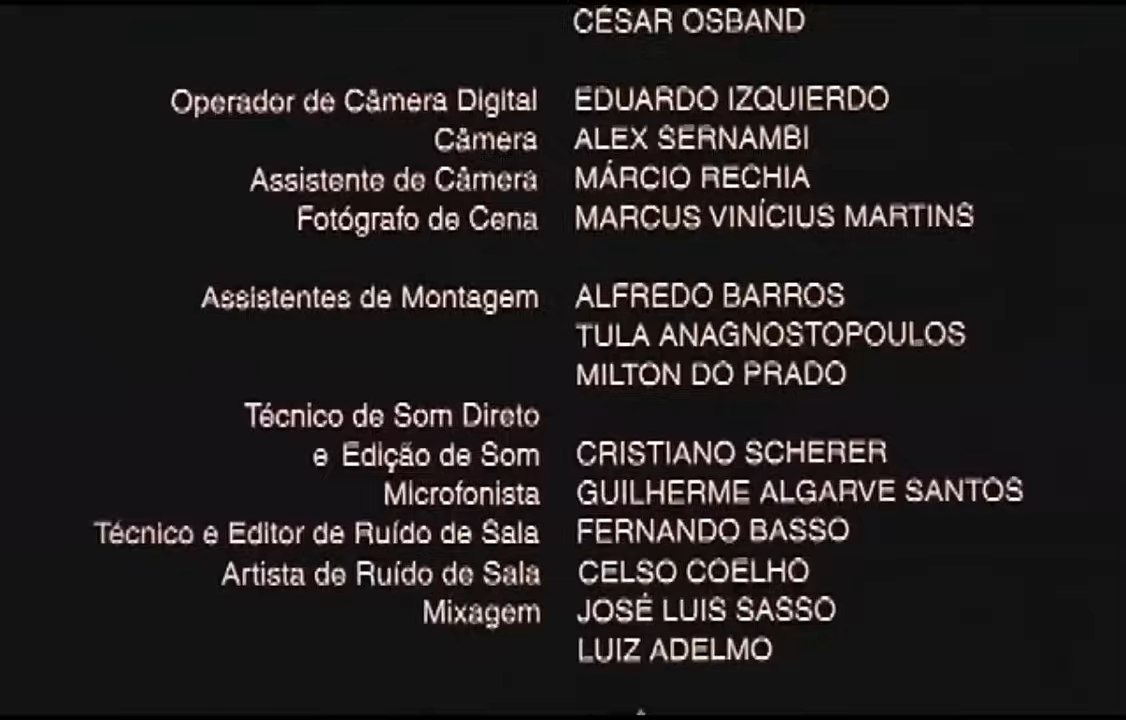 CÉSAR OSBAND
Operador de Câmera Digital EDUARDO IZQUIERDO
Câmera ALEX SERNAMBI
Assistente de Câmera MÁRCIO RECHIA
Fotógrafo de Cena MARCUS VINÍCIUS MARTINS
Assistentes de Montagem ALFREDO BARROS
TULA ANAGNOSTOPOULOS
MILTON DO PRADO
Técnico de Som Direto
e Edição de Som CRISTIANO SCHERER
Microfonista GUILHERME ALGARVE SANTOS
Técnico e Editor de Ruído de Sala FERNANDO BASSO
Artista de Ruído de Sala CELSO COELHO
Mixagem JOSÉ LUIS SASSO
LUIZ ADELMO